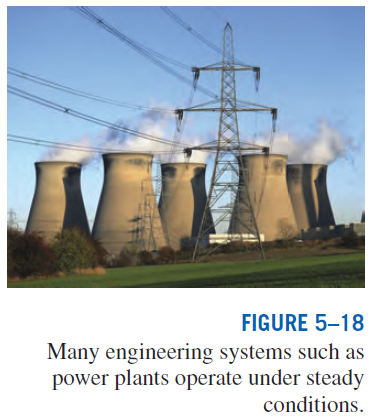 FIGURE 5–18
Many engineering systems such as
power plants operate under steady
conditions.